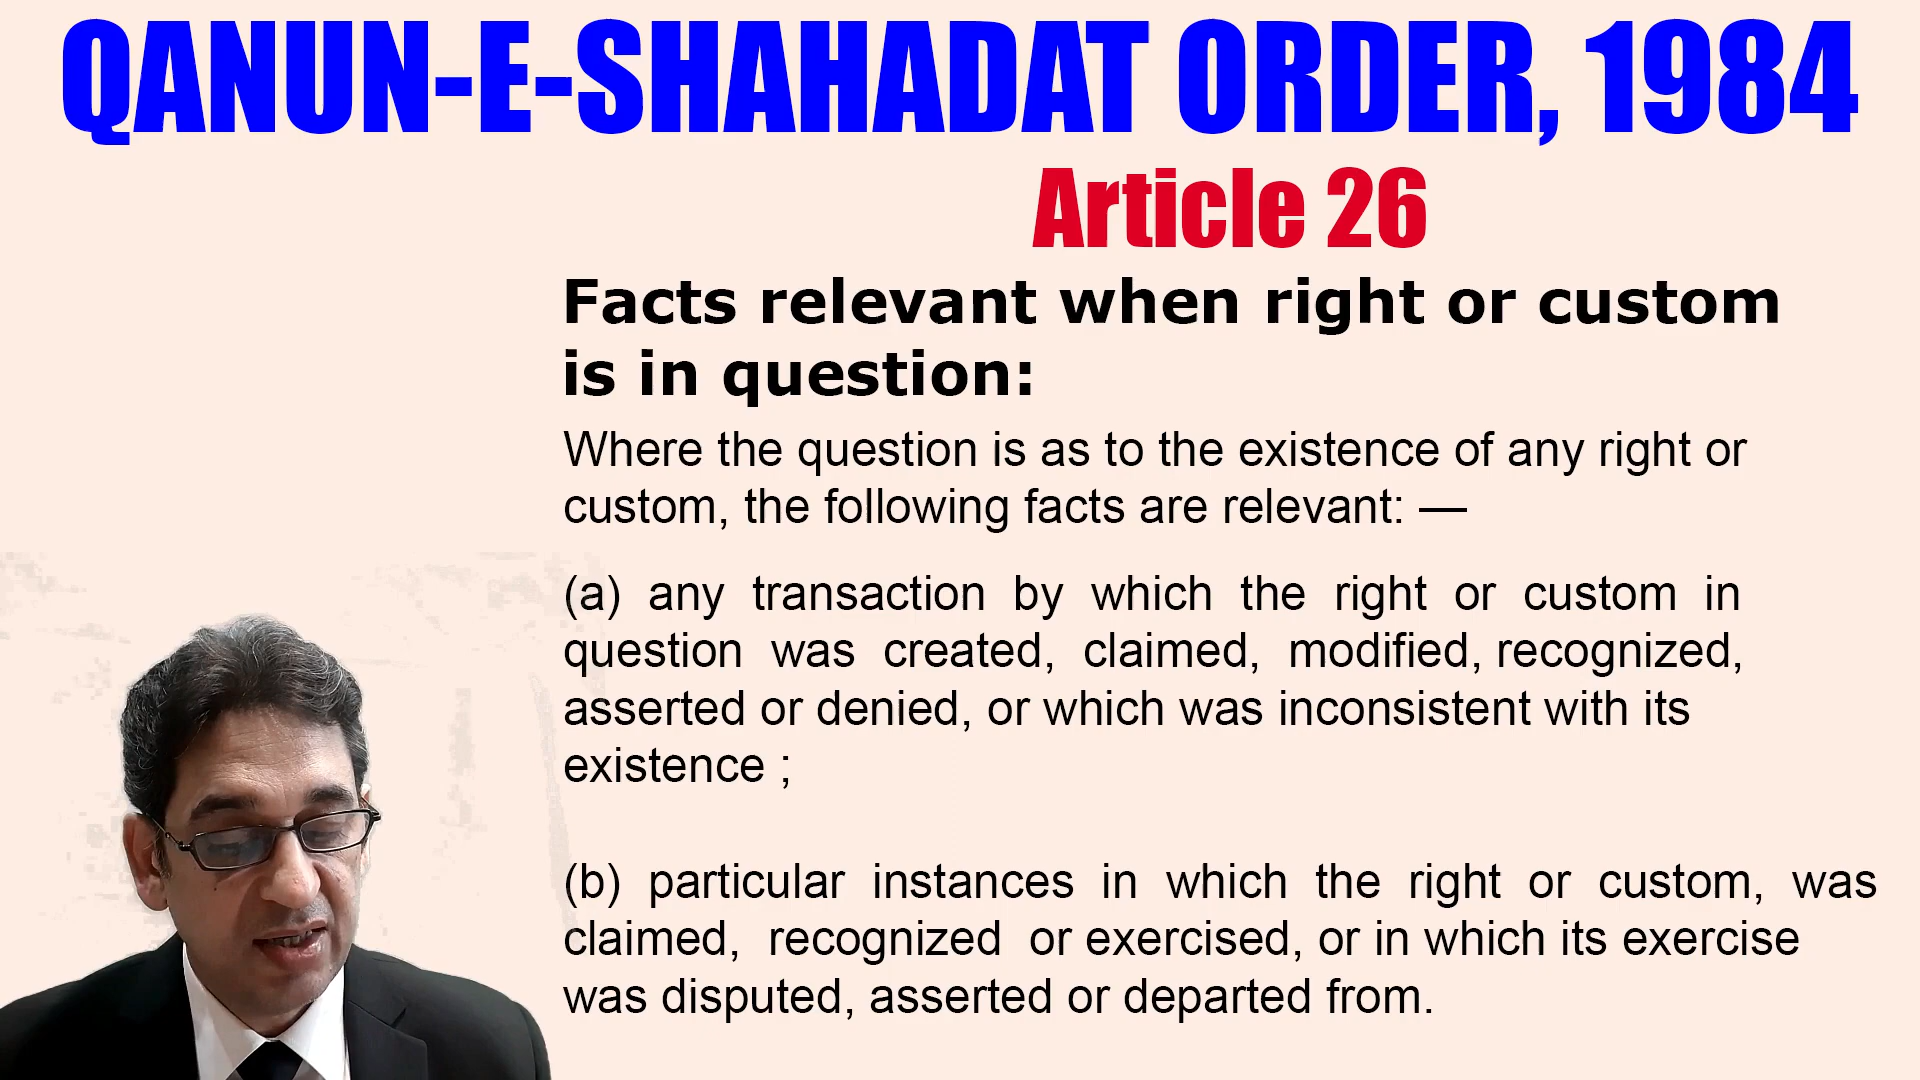 QANUN-E-SHAHADAT ORDER, 1984
Article 26
Facts relevant when right or custom
is in question:
Where the question is as to the existence of any right or
custom, the following facts are relevant: —
(a) any transaction by which the right or custom in
question was created, claimed, modified, recognized,
asserted or denied, or which was inconsistent with its
existence ;
(b) particular instances in which the right or custom, was
claimed, recognized or exercised, or in which its exercise
was disputed, asserted or departed from.